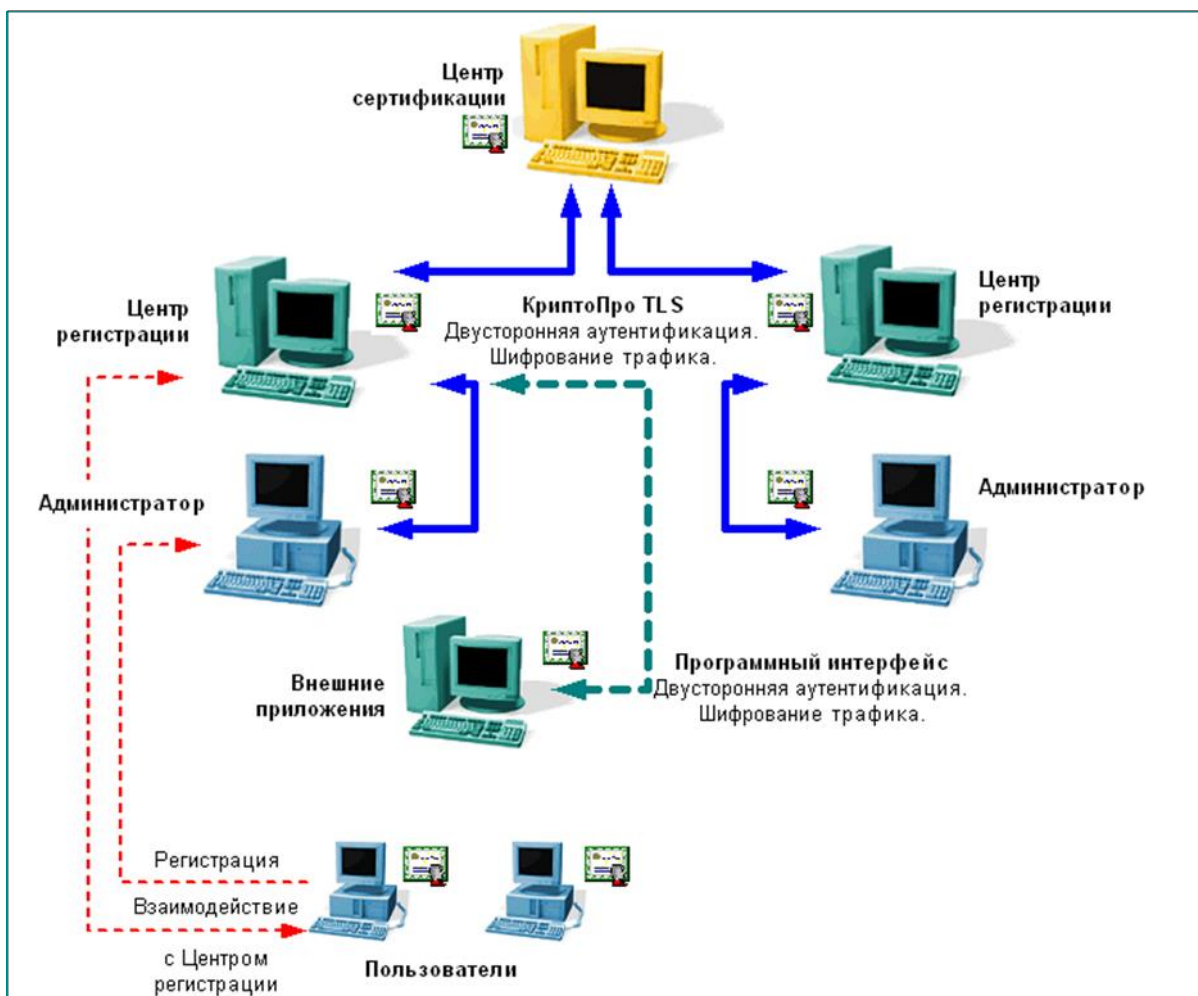 Центр
сертификации
Центр
регистрации
Центр
регистрации
КриптоПро TLS
Двусторонняя аутентификация.
Шифрование трафика.
Администратор
Администратор
Внешние
приложения
Программный интерфейс
Двусторонняя аутентификация.
Шифрование трафика.
Регистрация
Взаимодействие
с Центром
регистрации
Пользователи